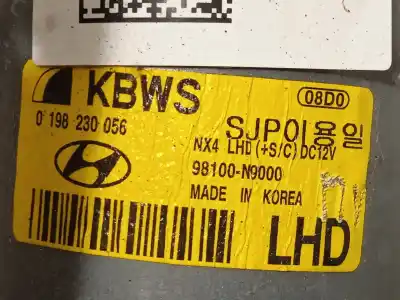 KBWS
08D0
0 198 230 056
SJP이용일
NX4 LHD (+S/C) DC12V
98100-N9000
MADE IN KOREA
LHD